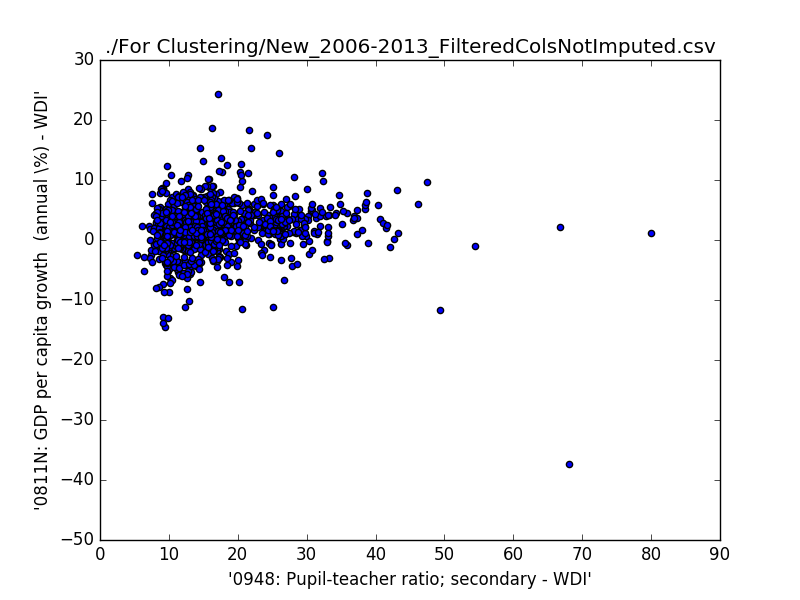 ./For Clustering/New_2006-2013_FilteredColsNotImputed.csv
30
20
10
0
−10
−20
−30
−40
−50
'0811N: GDP per capita growth  (annual \%) - WDI'
0 10 20 30 40 50 60 70 80 90
'0948: Pupil-teacher ratio; secondary - WDI'